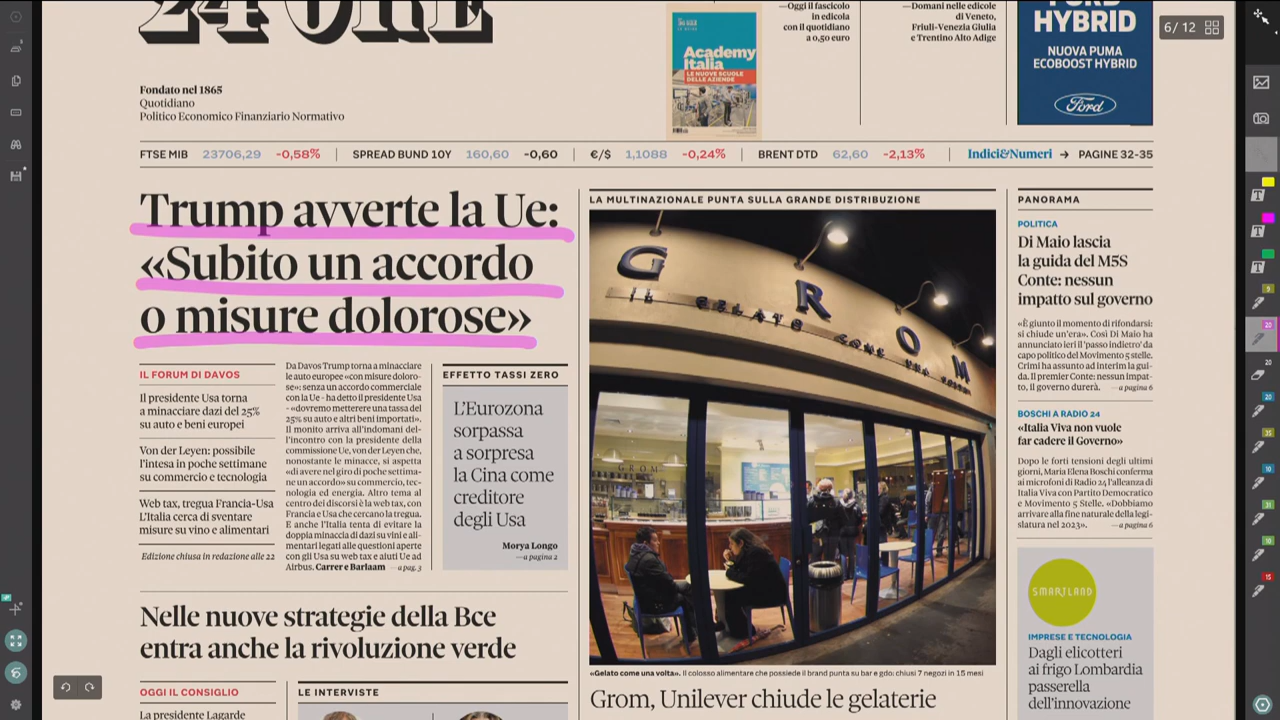 24 ORE
Fondato nel 1865
Quotidiano
Politico Economico Finanziario Normativo
Academy
Italia
LE NUOVE SCUOLE
DELLE AZIENDE
—Oggi il fascicolo
in edicola
con il quotidiano
a 0,50 euro
—Domani nelle edicole
di Veneto,
Friuli-Venezia Giulia
e Trentino Alto Adige
FORD
HYBRID
NUOVA PUMA
ECOBOOST HYBRID
Ford
6 / 12
FTSE MIB 23706,29 -0,58% | SPREAD BUND 10Y 160,60 -0,60 | €/$ 1,1088 -0,24% | BRENT DTD 62,60 -2,13% | Indici&Numeri → PAGINE 32-35
Trump avverte la Ue:
«Subito un accordo
o misure dolorose»
IL FORUM DI DAVOS
Il presidente Usa torna
a minacciare dazi del 25%
su auto e beni europei
Von der Leyen: possibile
l'intesa in poche settimane
su commercio e tecnologia
Web tax, tregua Francia-Usa
L'Italia cerca di sventare
misure su vino e alimentari
Edizione chiusa in redazione alle 22
Da Davos Trump torna a minacciare
le auto europee «con misure doloro-
se»: senza un accordo commerciale
con la Ue - ha detto il presidente Usa
- «dovremo metterere una tassa del
25% su auto e altri beni importati».
Il monito arriva all'indomani del-
l'incontro con la presidente della
commissione Ue, von der Leyen che,
nonostante le minacce, si aspetta
«di avere nel giro di poche settima-
ne un accordo» su commercio, tec-
nologia ed energia. Altro tema al
centro dei discorsi è la web tax, con
Francia e Usa che cercano la tregua.
E anche l'Italia tenta di evitare la
doppia minaccia di dazi su vini e ali-
mentari legati alle questioni aperte
con gli Usa su web tax e aiuti Ue ad
Airbus. Carrer e Barlaam —a pag. 3
EFFETTO TASSI ZERO
L'Eurozona
sorpassa
a sorpresa
la Cina come
creditore
degli Usa
Morya Longo
—a pagina 2
Nelle nuove strategie della Bce
entra anche la rivoluzione verde
OGGI IL CONSIGLIO
La presidente Lagarde
LE INTERVISTE
LA MULTINAZIONALE PUNTA SULLA GRANDE DISTRIBUZIONE
GROM
IL GELATO COME UNA VOLTA
GROM
«Gelato come una volta». Il colosso alimentare che possiede il brand punta su bar e gdo: chiusi 7 negozi in 15 mesi
Grom, Unilever chiude le gelaterie
PANORAMA
POLITICA
Di Maio lascia
la guida del M5S
Conte: nessun
impatto sul governo
«È giunto il momento di rifondarsi:
si chiude un'era». Così Di Maio ha
annunciato ieri il 'passo indietro' da
capo politico del Movimento 5 stelle.
Crimi ha assunto ad interim la gui-
da. Il premier Conte: nessun impat-
to, il governo durerà. —a pagina 6
BOSCHI A RADIO 24
«Italia Viva non vuole
far cadere il Governo»
Dopo le forti tensioni degli ultimi
giorni, Maria Elena Boschi conferma
ai microfoni di Radio 24 l'alleanza di
Italia Viva con Partito Democratico
e Movimento 5 Stelle. «Dobbiamo
arrivare alla fine naturale della legi-
slatura nel 2023». —a pagina 6
SMARTLAND
IMPRESE E TECNOLOGIA
Dagli elicotteri
ai frigo Lombardia
passerella
dell'innovazione